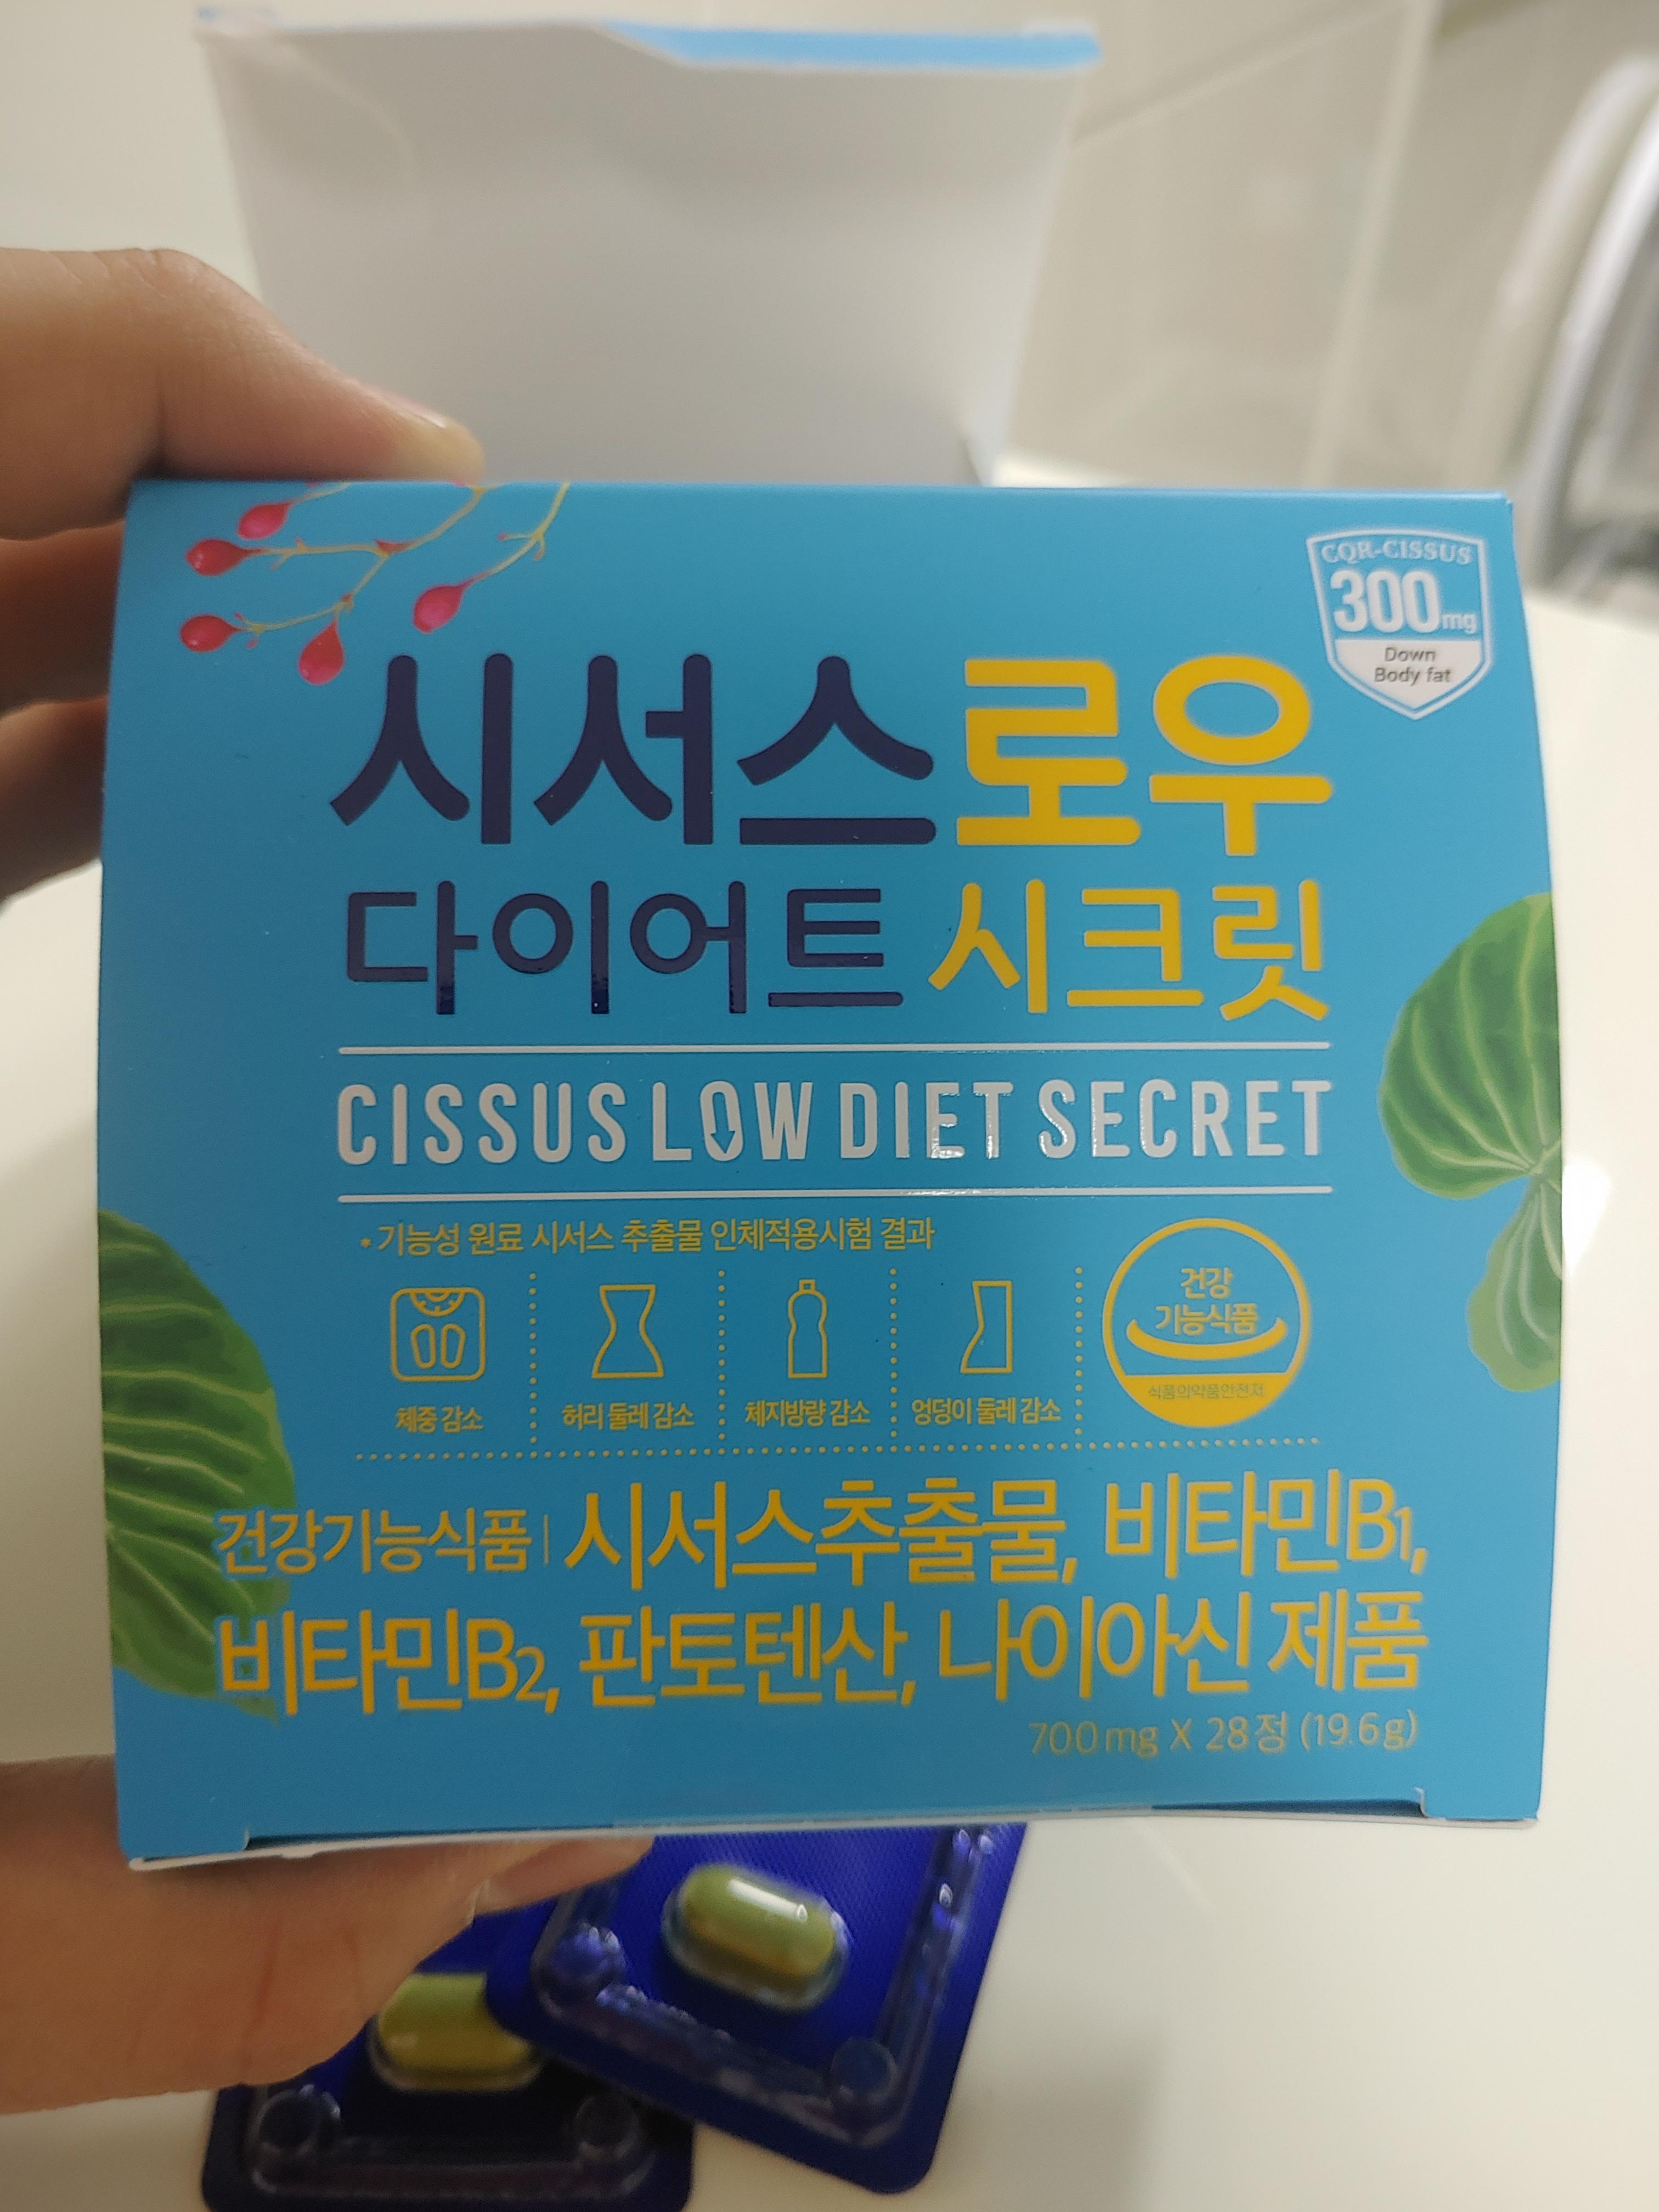 CQR-CISSUS
300mg
Down
Body fat
시서스로우
다이어트 시크릿
CISSUS LOW DIET SECRET
*기능성 원료 시서스 추출물 인체적용시험 결과
체중 감소
허리 둘레 감소
체지방량 감소
엉덩이 둘레 감소
건강
기능식품
식품의약품안전처
건강기능식품 | 시서스추출물, 비타민B1,
비타민B2, 판토텐산, 나이아신 제품
700mg X 28정 (19.6g)